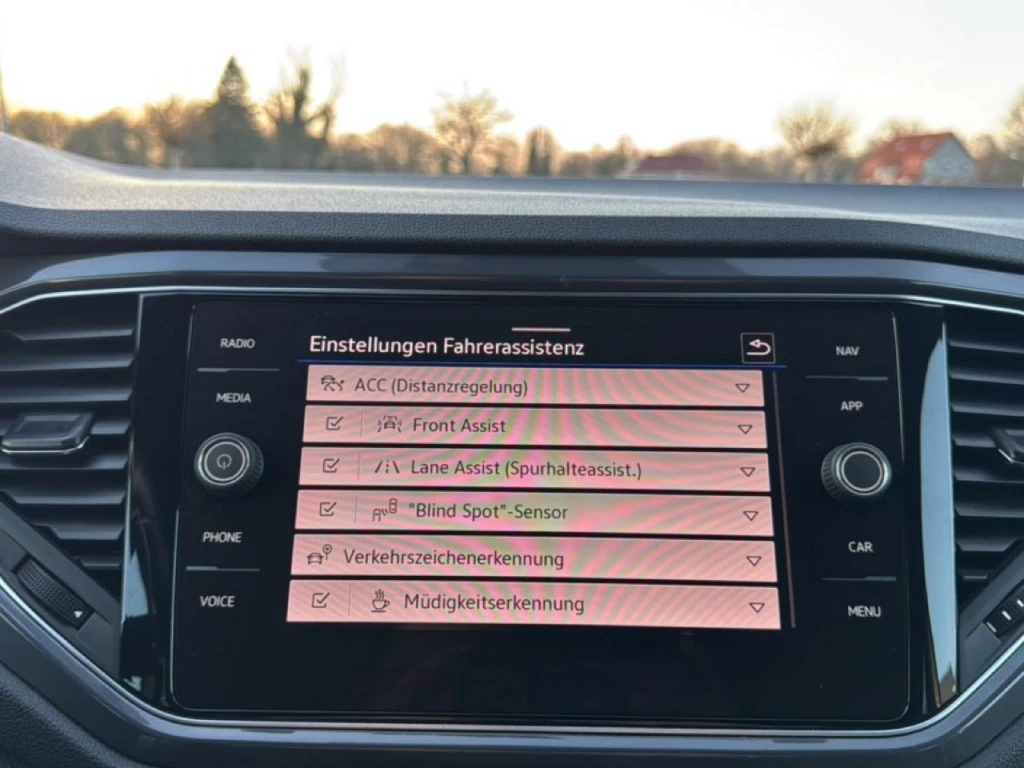 Einstellungen Fahrerassistenz
RADIO
MEDIA
PHONE
VOICE
ACC (Distanzregelung)
Front Assist
Lane Assist (Spurhalteassist.)
"Blind Spot"-Sensor
Verkehrszeichenerkennung
Müdigkeitserkennung
NAV
APP
CAR
MENU